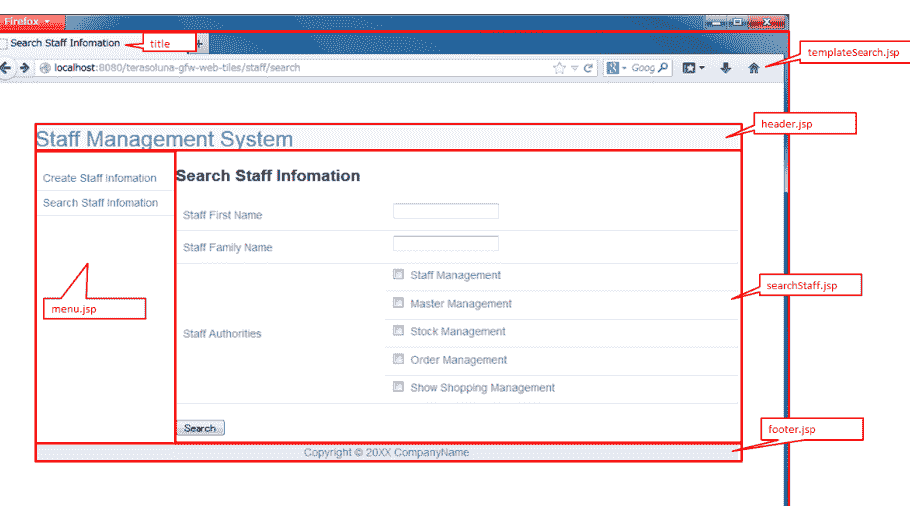 Firefox
Search Staff Infomation
title
templateSearch.jsp
localhost:8080/terasoluna-gfw-web-tiles/staff/search
Goog
header.jsp
Staff Management System
Create Staff Infomation
Search Staff Infomation
Search Staff Infomation
Staff First Name
Staff Family Name
Staff Management
searchStaff.jsp
menu.jsp
Master Management
Staff Authorities
Stock Management
Order Management
Show Shopping Management
Search
footer.jsp
Copyright © 20XX CompanyName